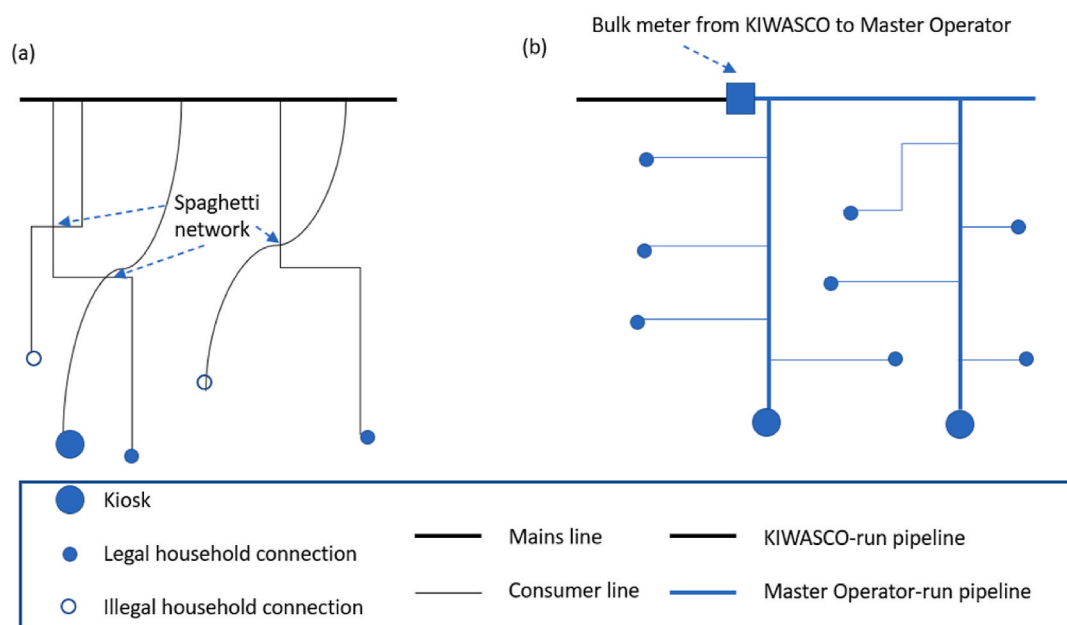 (a)
(b)
Bulk meter from KIWASCO to Master Operator
Spaghetti
network
Kiosk
Legal household connection
Illegal household connection
Mains line
Consumer line
KIWASCO-run pipeline
Master Operator-run pipeline